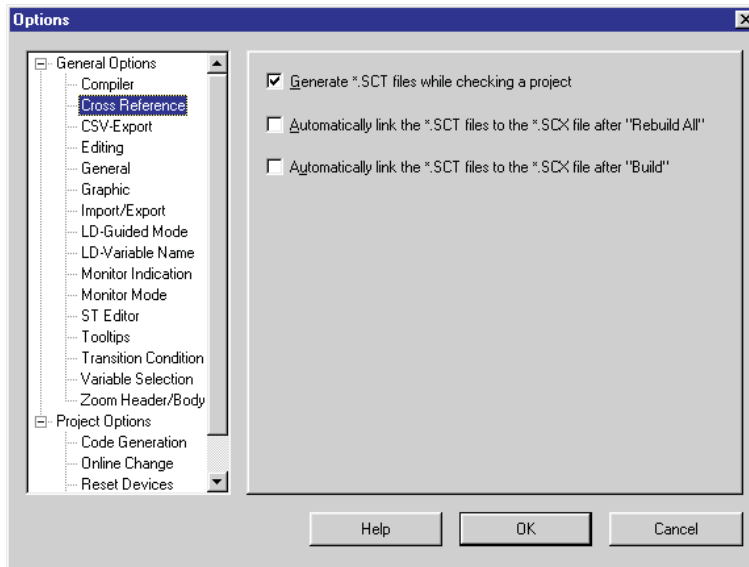 Options
General Options
Compiler
Cross Reference
CSV-Export
Editing
General
Graphic
Import/Export
LD-Guided Mode
LD-Variable Name
Monitor Indication
Monitor Mode
ST Editor
Tooltips
Transition Condition
Variable Selection
Zoom Header/Body
Project Options
Code Generation
Online Change
Reset Devices
Generate *.SCT files while checking a project
Automatically link the *.SCT files to the *.SCX file after "Rebuild All"
Automatically link the *.SCT files to the *.SCX file after "Build"
Help
OK
Cancel